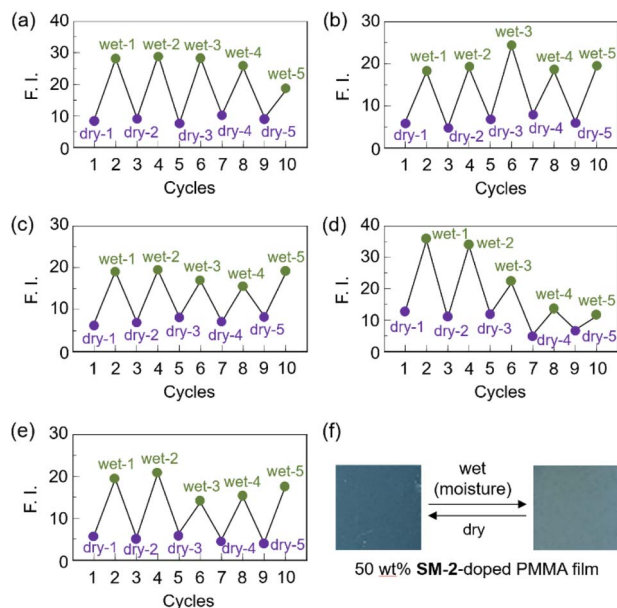 (a)
40
30
20
10
0
F. I.
wet-1
wet-2
wet-3
wet-4
wet-5
dry-1
dry-2
dry-3
dry-4
dry-5
1 2 3 4 5 6 7 8 9 10
Cycles
(b)
30
20
10
0
F. I.
wet-1
wet-2
wet-3
wet-4
wet-5
dry-1
dry-2
dry-3
dry-4
dry-5
1 2 3 4 5 6 7 8 9 10
Cycles
(c)
30
20
10
0
F. I.
wet-1
wet-2
wet-3
wet-4
wet-5
dry-1
dry-2
dry-3
dry-4
dry-5
1 2 3 4 5 6 7 8 9 10
Cycles
(d)
40
30
20
10
0
F. I.
wet-1
wet-2
wet-3
wet-4
wet-5
dry-1
dry-2
dry-3
dry-4
dry-5
1 2 3 4 5 6 7 8 9 10
Cycles
(e)
30
20
10
0
F. I.
wet-1
wet-2
wet-3
wet-4
wet-5
dry-1
dry-2
dry-3
dry-4
dry-5
1 2 3 4 5 6 7 8 9 10
Cycles
(f)
wet
(moisture)
dry
50 wt% SM-2-doped PMMA film